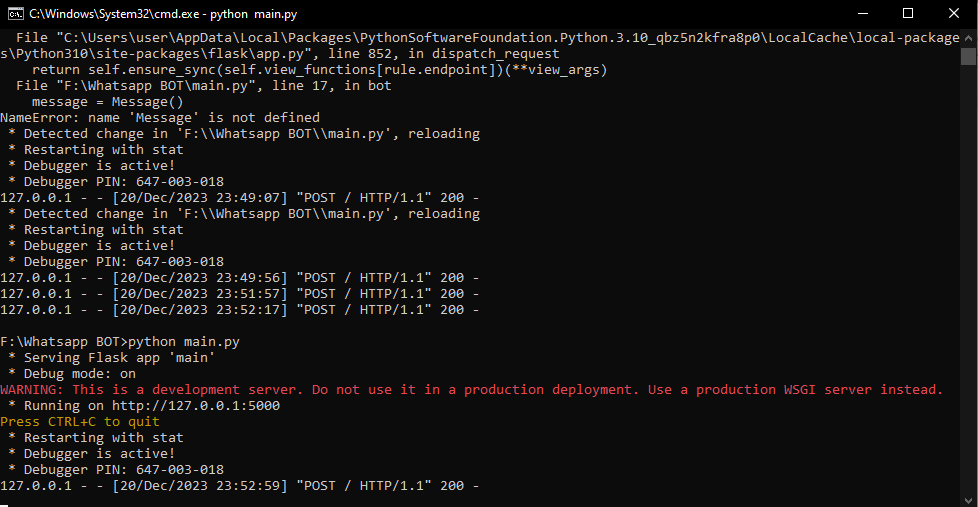 C:\Windows\System32\cmd.exe - python  main.py
  File "C:\Users\user\AppData\Local\Packages\PythonSoftwareFoundation.Python.3.10_qbz5n2kfra8p0\LocalCache\local-package
s\Python310\site-packages\flask\app.py", line 852, in dispatch_request
    return self.ensure_sync(self.view_functions[rule.endpoint])(**view_args)
  File "F:\Whatsapp BOT\main.py", line 17, in bot
    message = Message()
NameError: name 'Message' is not defined
 * Detected change in 'F:\\Whatsapp BOT\\main.py', reloading
 * Restarting with stat
 * Debugger is active!
 * Debugger PIN: 647-003-018
127.0.0.1 - - [20/Dec/2023 23:49:07] "POST / HTTP/1.1" 200 -
 * Detected change in 'F:\\Whatsapp BOT\\main.py', reloading
 * Restarting with stat
 * Debugger is active!
 * Debugger PIN: 647-003-018
127.0.0.1 - - [20/Dec/2023 23:49:56] "POST / HTTP/1.1" 200 -
127.0.0.1 - - [20/Dec/2023 23:51:57] "POST / HTTP/1.1" 200 -
127.0.0.1 - - [20/Dec/2023 23:52:17] "POST / HTTP/1.1" 200 -
F:\Whatsapp BOT>python main.py
 * Serving Flask app 'main'
 * Debug mode: on
WARNING: This is a development server. Do not use it in a production deployment. Use a production WSGI server instead.
 * Running on http://127.0.0.1:5000
Press CTRL+C to quit
 * Restarting with stat
 * Debugger is active!
 * Debugger PIN: 647-003-018
127.0.0.1 - - [20/Dec/2023 23:52:59] "POST / HTTP/1.1" 200 -